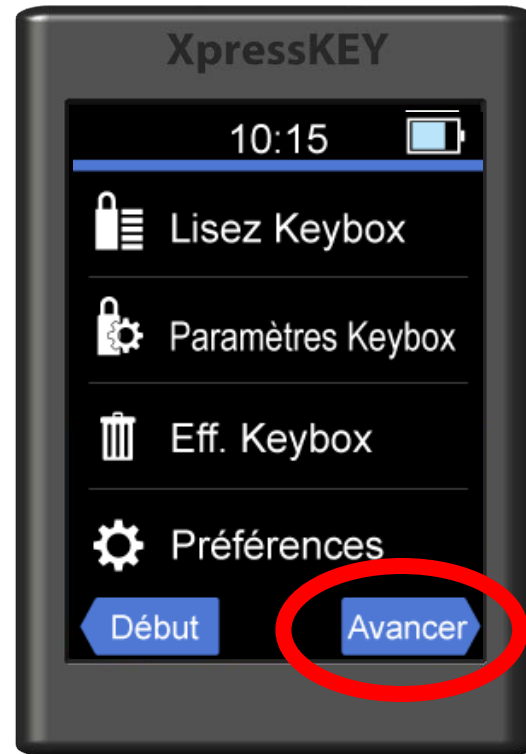 XpressKEY
10:15
Lisez Keybox
Paramètres Keybox
Eff. Keybox
Préférences
Début Avancer